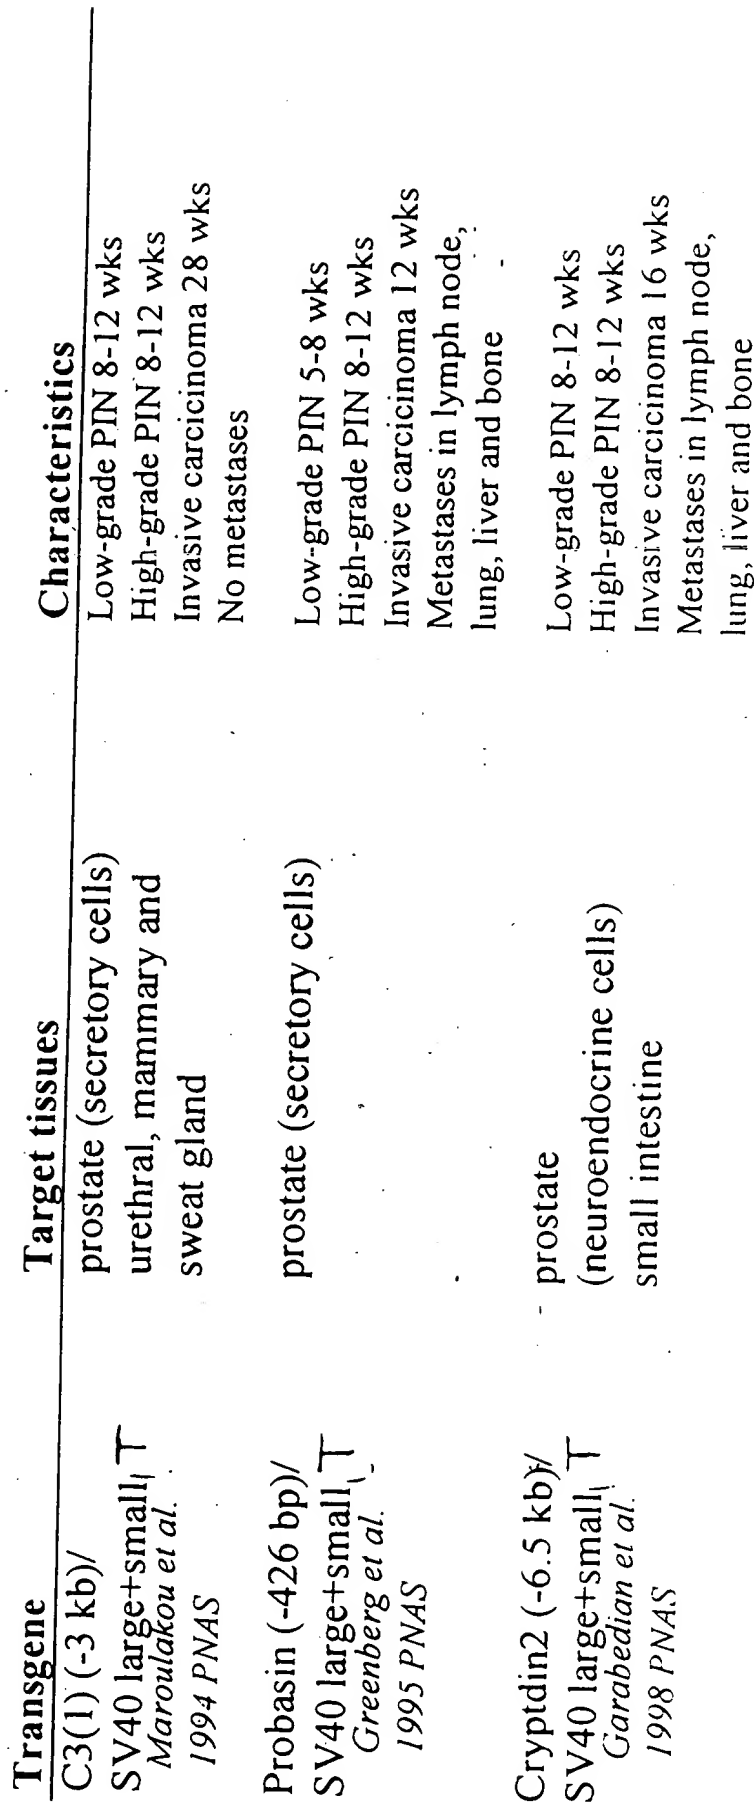 Transgene Target tissues Characteristics
C3(1) (-3 kb)/ prostate (secretory cells) Low-grade PIN 8-12 wks
SV40 large+small T urethral, mammary and High-grade PIN 8-12 wks
Maroulakou et al. sweat gland Invasive carcicinoma 28 wks
1994 PNAS No metastases
Probasin (-426 bp)/ prostate (secretory cells) Low-grade PIN 5-8 wks
SV40 large+small T High-grade PIN 8-12 wks
Greenberg et al. Invasive carcicinoma 12 wks
1995 PNAS Metastases in lymph node,
lung, liver and bone
Cryptdin2 (-6.5 kb)/ prostate Low-grade PIN 8-12 wks
SV40 large+small T (neuroendocrine cells) High-grade PIN 8-12 wks
Garabedian et al. small intestine Invasive carcicinoma 16 wks
1998 PNAS Metastases in lymph node,
lung, liver and bone